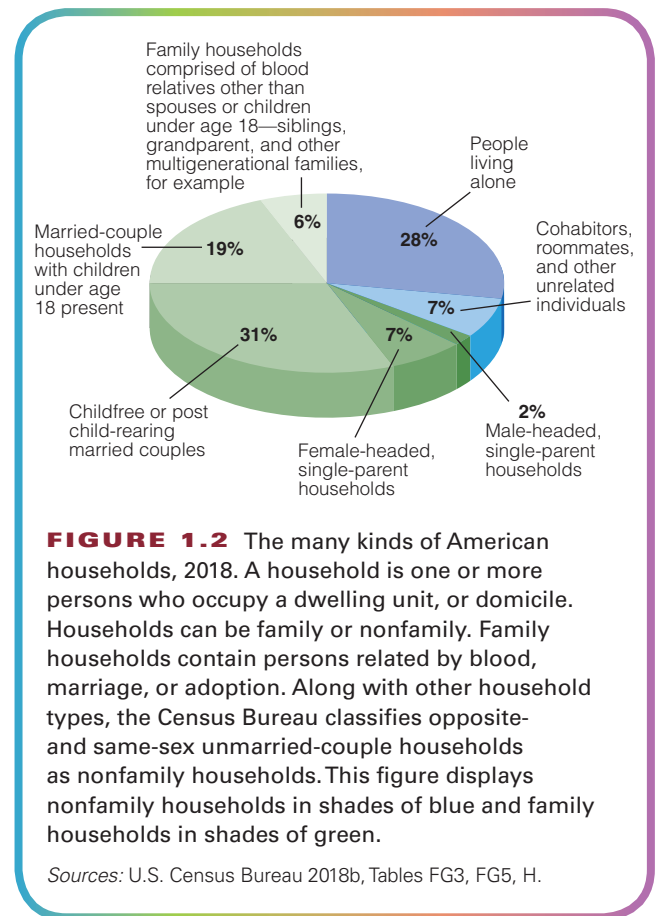 Family households
comprised of blood
relatives other than
spouses or children
under age 18—siblings,
grandparent, and other
multigenerational families,
for example
People
living
alone
6%
28%
Married-couple
households
with children
under age
18 present
19%
Cohabitors,
roommates,
and other
unrelated
individuals
7%
31%
7%
Childfree or post
child-rearing
married couples
Female-headed,
single-parent
households
2%
Male-headed,
single-parent
households
FIGURE 1.2 The many kinds of American
households, 2018. A household is one or more
persons who occupy a dwelling unit, or domicile.
Households can be family or nonfamily. Family
households contain persons related by blood,
marriage, or adoption. Along with other household
types, the Census Bureau classifies opposite-
and same-sex unmarried-couple households
as nonfamily households. This figure displays
nonfamily households in shades of blue and family
households in shades of green.
Sources: U.S. Census Bureau 2018b, Tables FG3, FG5, H.